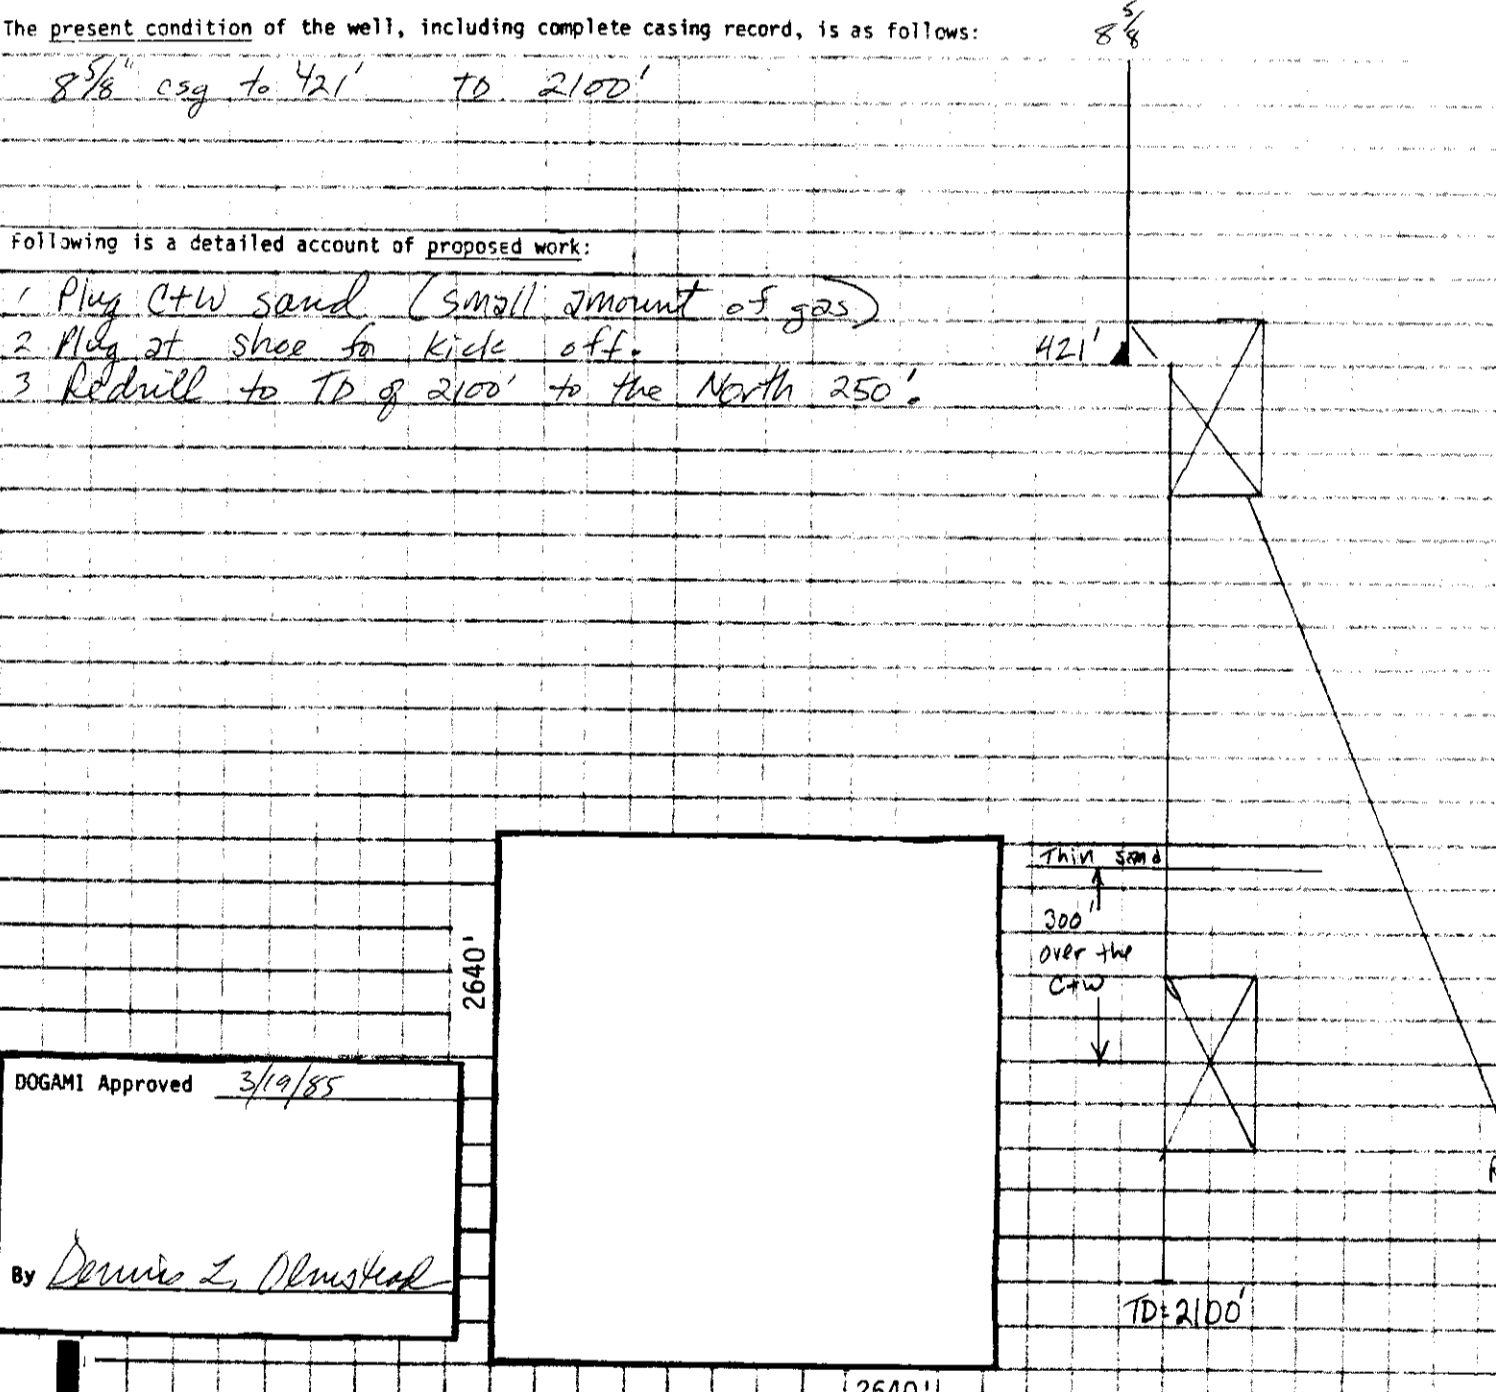 The present condition of the well, including complete casing record, is as follows:
8 5/8
8 5/8" csg to 421' TD 2100'
Following is a detailed account of proposed work:
1 Plug C+W sand (small amount of gas)
2 Plug at shoe for kick off.
3 Redrill to TD of 2100' to the North 250'.
421'
Thin sand
300'
over the
C+W
2640'
DOGAMI Approved 3/19/85
By Dennis L. Olmstead
TD=2100'
2640'